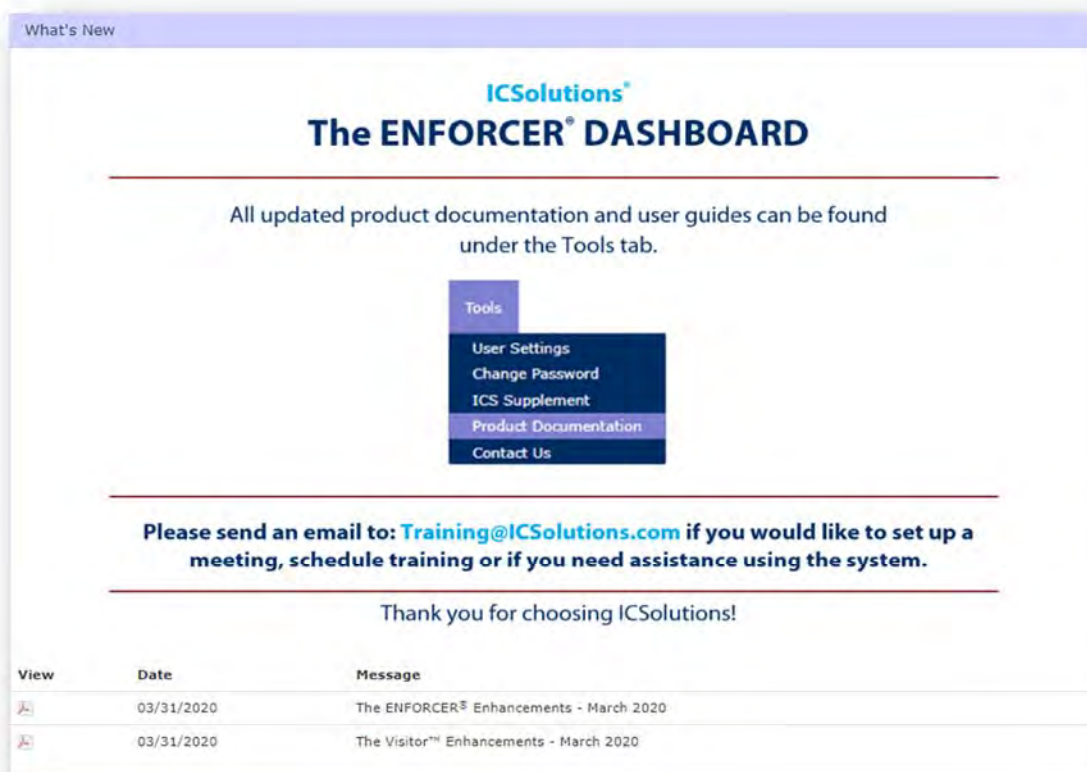 What's New
ICSolutions®
The ENFORCER® DASHBOARD
All updated product documentation and user guides can be found
under the Tools tab.
Tools
User Settings
Change Password
ICS Supplement
Product Documentation
Contact Us
Please send an email to: Training@ICSolutions.com if you would like to set up a
meeting, schedule training or if you need assistance using the system.
Thank you for choosing ICSolutions!
View Date Message
03/31/2020 The ENFORCER® Enhancements - March 2020
03/31/2020 The Visitor™ Enhancements - March 2020